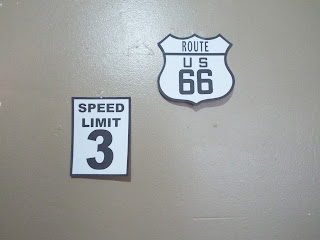 ROUTE
U S
66
SPEED
LIMIT
3